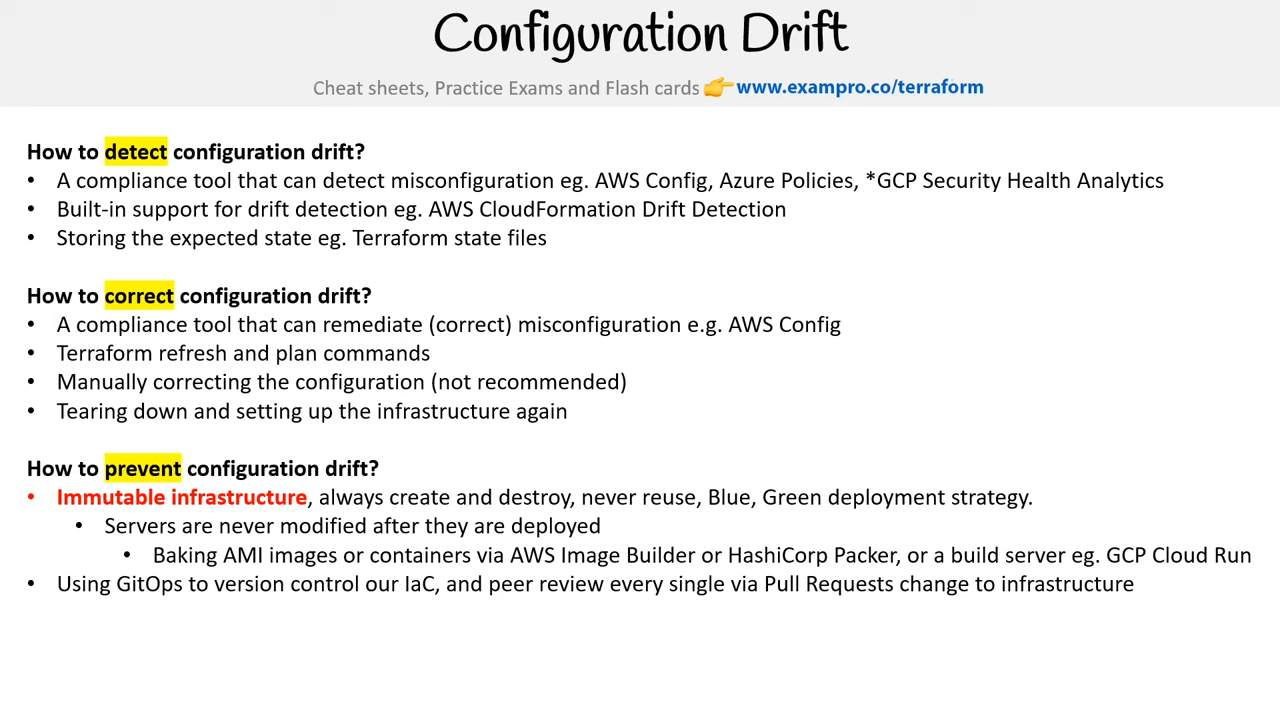 Configuration Drift
Cheat sheets, Practice Exams and Flash cards 👉 www.exampro.co/terraform
How to detect configuration drift?
• A compliance tool that can detect misconfiguration eg. AWS Config, Azure Policies, *GCP Security Health Analytics
• Built-in support for drift detection eg. AWS CloudFormation Drift Detection
• Storing the expected state eg. Terraform state files
How to correct configuration drift?
• A compliance tool that can remediate (correct) misconfiguration e.g. AWS Config
• Terraform refresh and plan commands
• Manually correcting the configuration (not recommended)
• Tearing down and setting up the infrastructure again
How to prevent configuration drift?
• Immutable infrastructure, always create and destroy, never reuse, Blue, Green deployment strategy.
• Servers are never modified after they are deployed
• Baking AMI images or containers via AWS Image Builder or HashiCorp Packer, or a build server eg. GCP Cloud Run
• Using GitOps to version control our IaC, and peer review every single via Pull Requests change to infrastructure